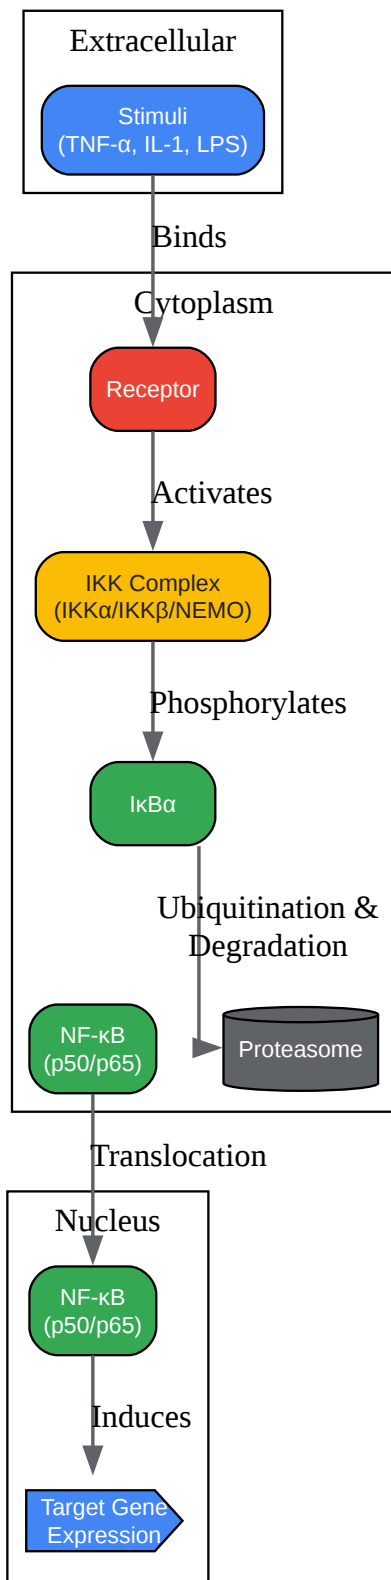 Extracellular
Stimuli
(TNF-α, IL-1, LPS)
Binds
Cytoplasm
Receptor
Activates
IKK Complex
(IKKα/IKKβ/NEMO)
Phosphorylates
IκBα
Ubiquitination &
Degradation
NF-κB
(p50/p65)
Proteasome
Translocation
Nucleus
NF-κB
(p50/p65)
Induces
Target Gene
Expression